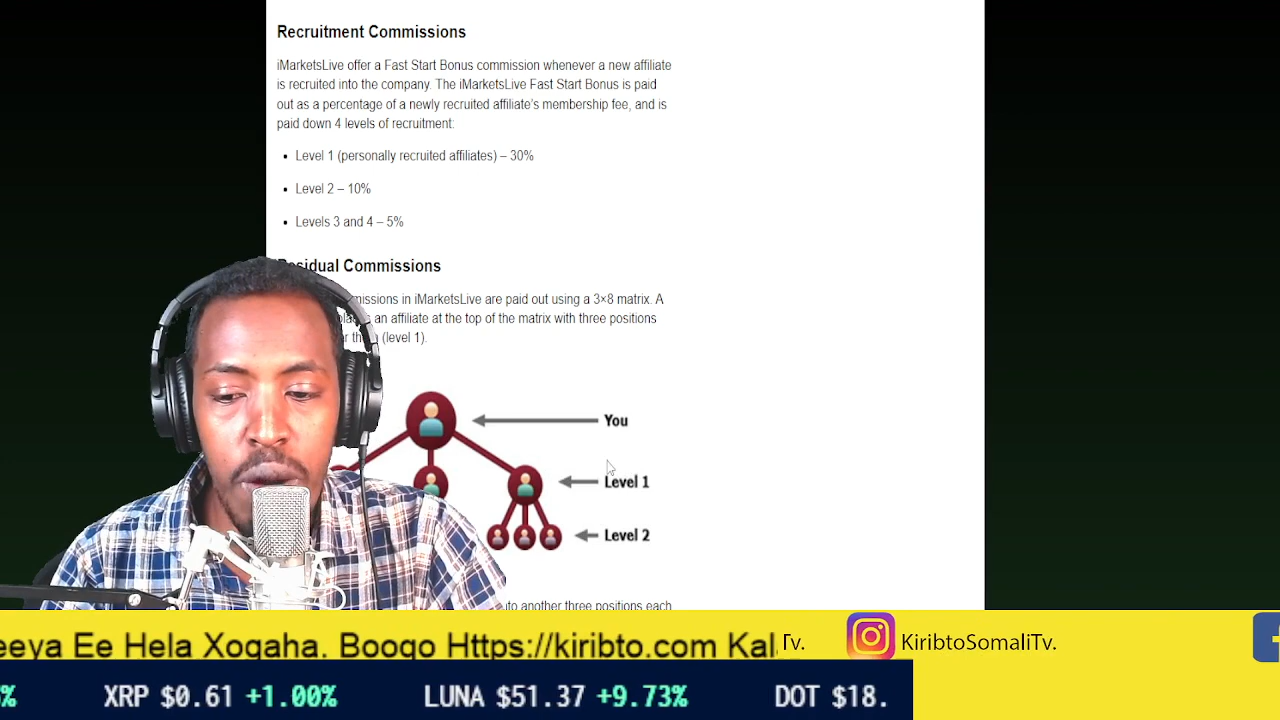 Recruitment Commissions
iMarketsLive offer a Fast Start Bonus commission whenever a new affiliate
is recruited into the company. The iMarketsLive Fast Start Bonus is paid
out as a percentage of a newly recruited affiliate's membership fee, and is
paid down 4 levels of recruitment:
• Level 1 (personally recruited affiliates) – 30%
• Level 2 – 10%
• Levels 3 and 4 – 5%
Commissions
in iMarketsLive are paid out using a 3×8 matrix. A
an affiliate at the top of the matrix with three positions
(level 1).
You
Level 1
Level 2
another three positions each
Ee Hela Xogaha. Booqo Https://kiribto.com
Tv.
KiribtoSomaliTv.
XRP $0.61 +1.00% LUNA $51.37 +9.73% DOT $18.